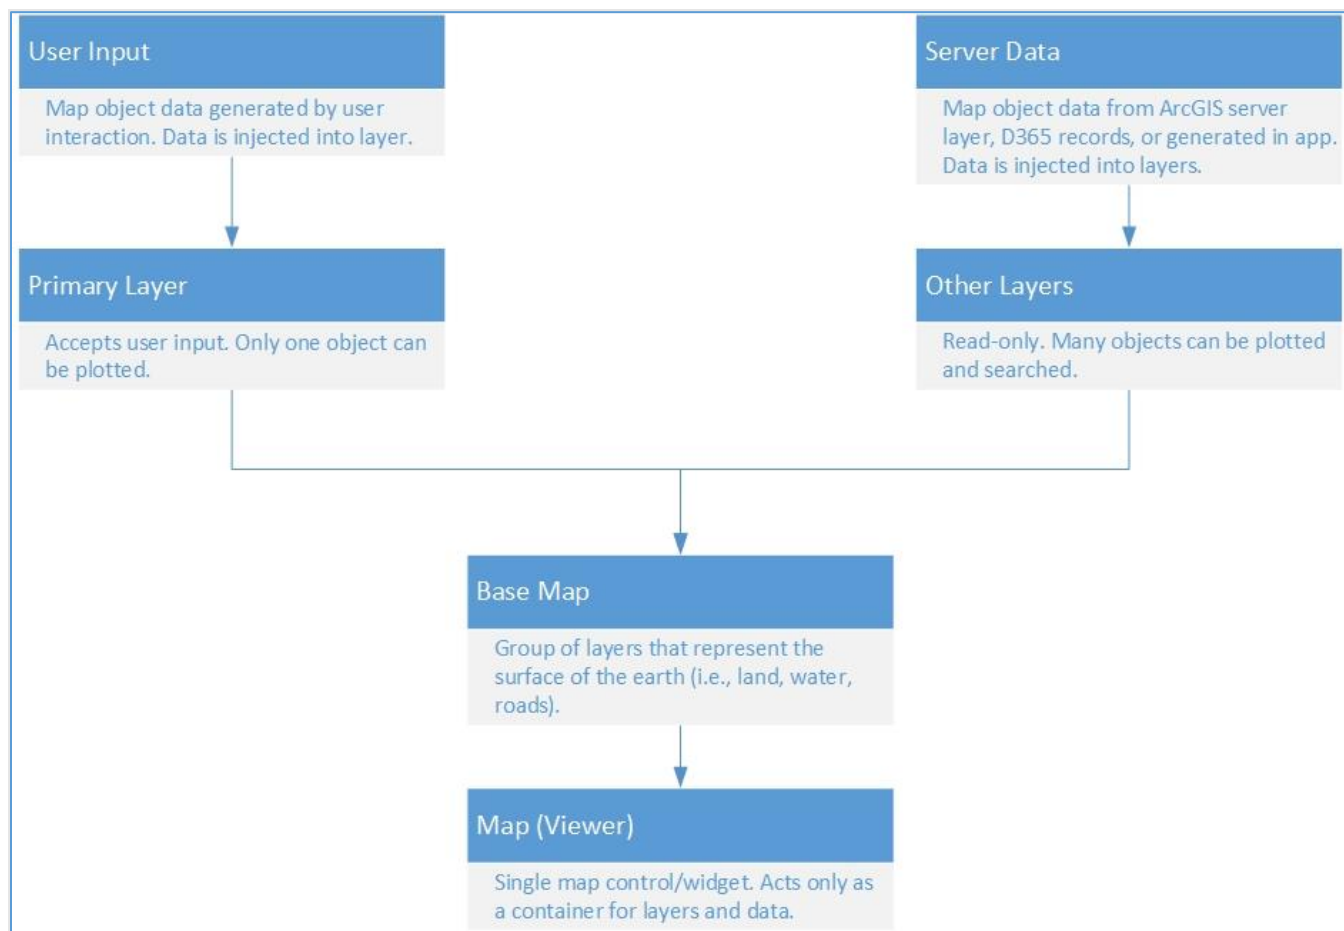 User Input
Map object data generated by user
interaction. Data is injected into layer.
Server Data
Map object data from ArcGIS server
layer, D365 records, or generated in app.
Data is injected into layers.
Primary Layer
Accepts user input. Only one object can
be plotted.
Other Layers
Read-only. Many objects can be plotted
and searched.
Base Map
Group of layers that represent the
surface of the earth (i.e., land, water,
roads).
Map (Viewer)
Single map control/widget. Acts only as
a container for layers and data.